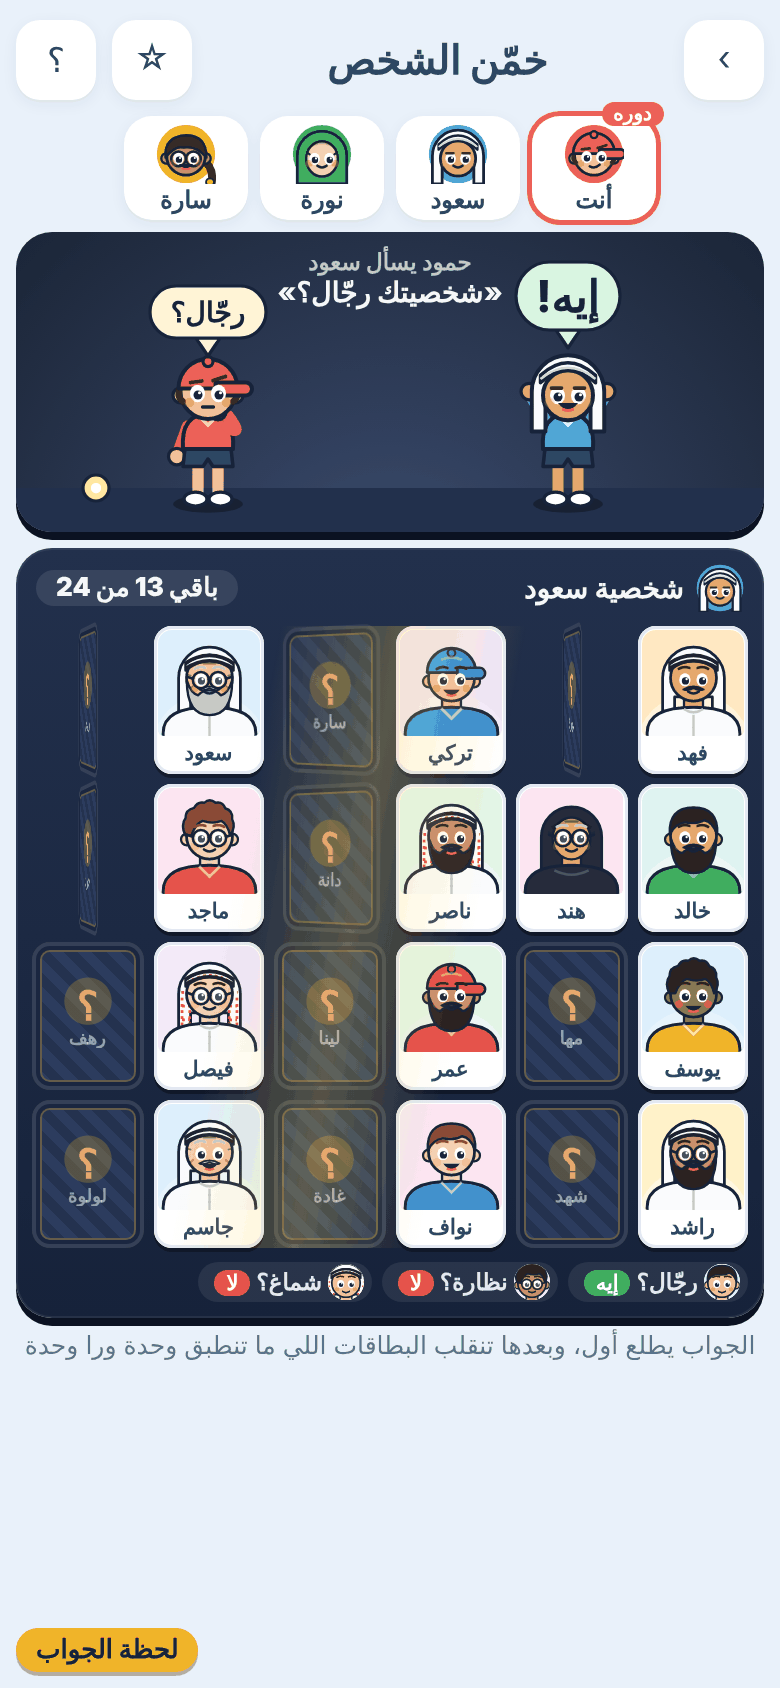 خمّن الشخص
؟
دوره
أنت
سعود
نورة
سارة
حمود يسأل سعود
«شخصيتك رجّال؟»
إيه!
رجّال؟
شخصية سعود
باقي 13 من 24
فهد
تركي
؟
سارة
سعود
خالد
هند
ناصر
؟
دانة
ماجد
يوسف
؟
مها
عمر
؟
لينا
فيصل
؟
رهف
راشد
؟
شهد
نواف
؟
غادة
جاسم
؟
لولوة
رجّال؟ إيه
نظارة؟ لا
شماغ؟ لا
الجواب يطلع أول، وبعدها تنقلب البطاقات اللي ما تنطبق وحدة ورا وحدة
لحظة الجواب